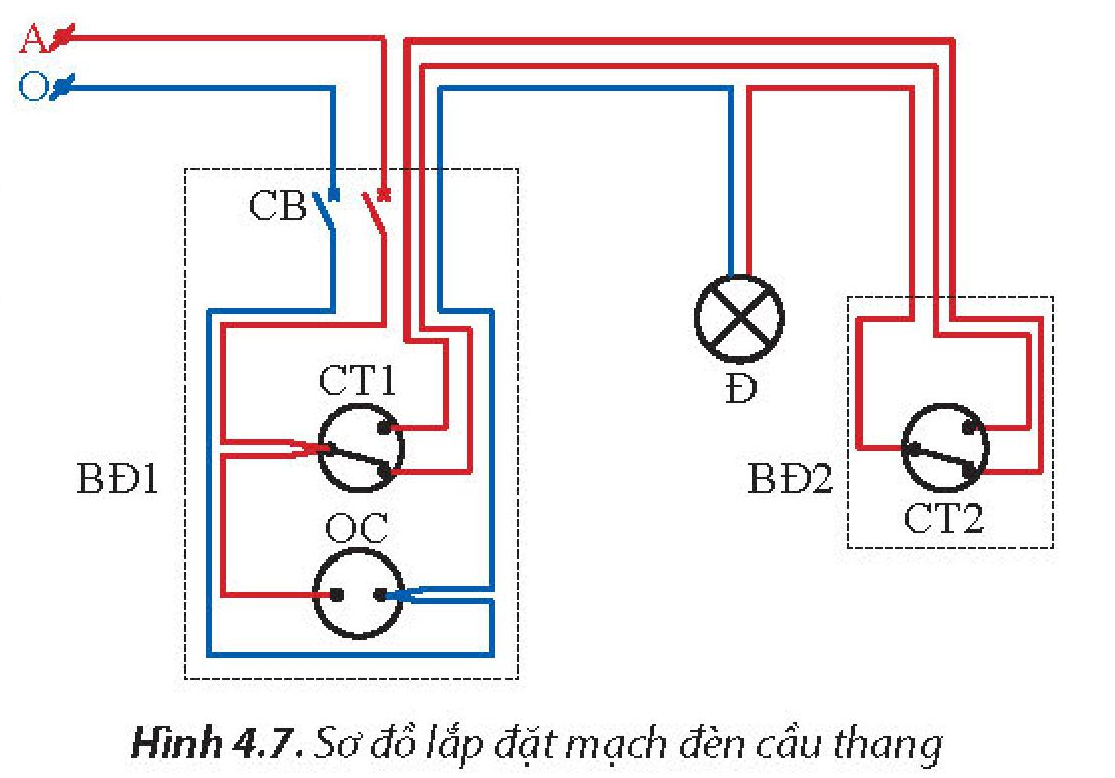 A
O
CB
CT1
Đ
BĐ1
BĐ2
CT2
OC
Hình 4.7. Sơ đồ lắp đặt mạch đèn cầu thang